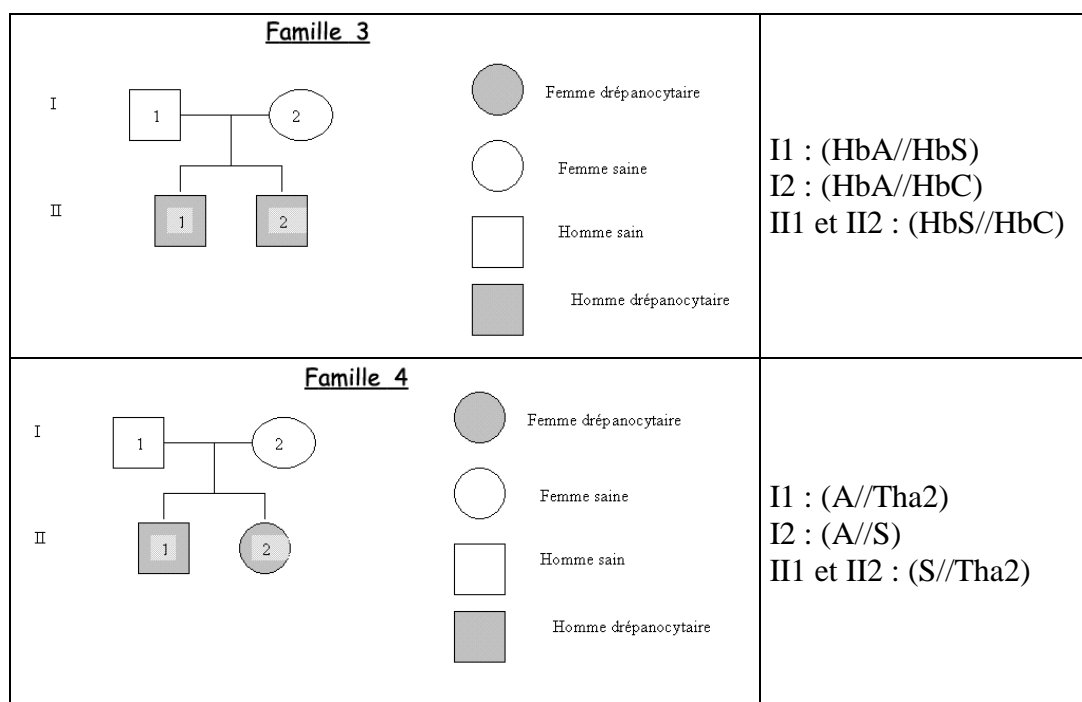 Famille 3
I
1
2
II
1
2
Femme drépanocytaire
Femme saine
Homme sain
Homme drépanocytaire
I1 : (HbA//HbS)
I2 : (HbA//HbC)
II1 et II2 : (HbS//HbC)
Famille 4
I
1
2
II
1
2
Femme drépanocytaire
Femme saine
Homme sain
Homme drépanocytaire
I1 : (A//Tha2)
I2 : (A//S)
II1 et II2 : (S//Tha2)